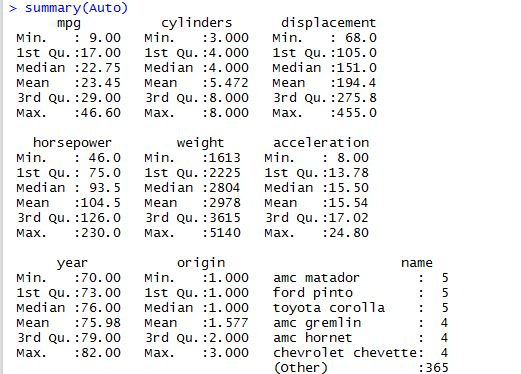 > summary(Auto)
      mpg          cylinders      displacement
 Min.   : 9.00   Min.   :3.000   Min.   : 68.0
 1st Qu.:17.00   1st Qu.:4.000   1st Qu.:105.0
 Median :22.75   Median :4.000   Median :151.0
 Mean   :23.45   Mean   :5.472   Mean   :194.4
 3rd Qu.:29.00   3rd Qu.:8.000   3rd Qu.:275.8
 Max.   :46.60   Max.   :8.000   Max.   :455.0

   horsepower        weight      acceleration
 Min.   : 46.0   Min.   :1613   Min.   : 8.00
 1st Qu.: 75.0   1st Qu.:2225   1st Qu.:13.78
 Median : 93.5   Median :2804   Median :15.50
 Mean   :104.5   Mean   :2978   Mean   :15.54
 3rd Qu.:126.0   3rd Qu.:3615   3rd Qu.:17.02
 Max.   :230.0   Max.   :5140   Max.   :24.80

      year           origin                      name
 Min.   :70.00   Min.   :1.000   amc matador       :  5
 1st Qu.:73.00   1st Qu.:1.000   ford pinto        :  5
 Median :76.00   Median :1.000   toyota corolla    :  5
 Mean   :75.98   Mean   :1.577   amc gremlin       :  4
 3rd Qu.:79.00   3rd Qu.:2.000   amc hornet        :  4
 Max.   :82.00   Max.   :3.000   chevrolet chevette:  4
                                 (Other)           :365